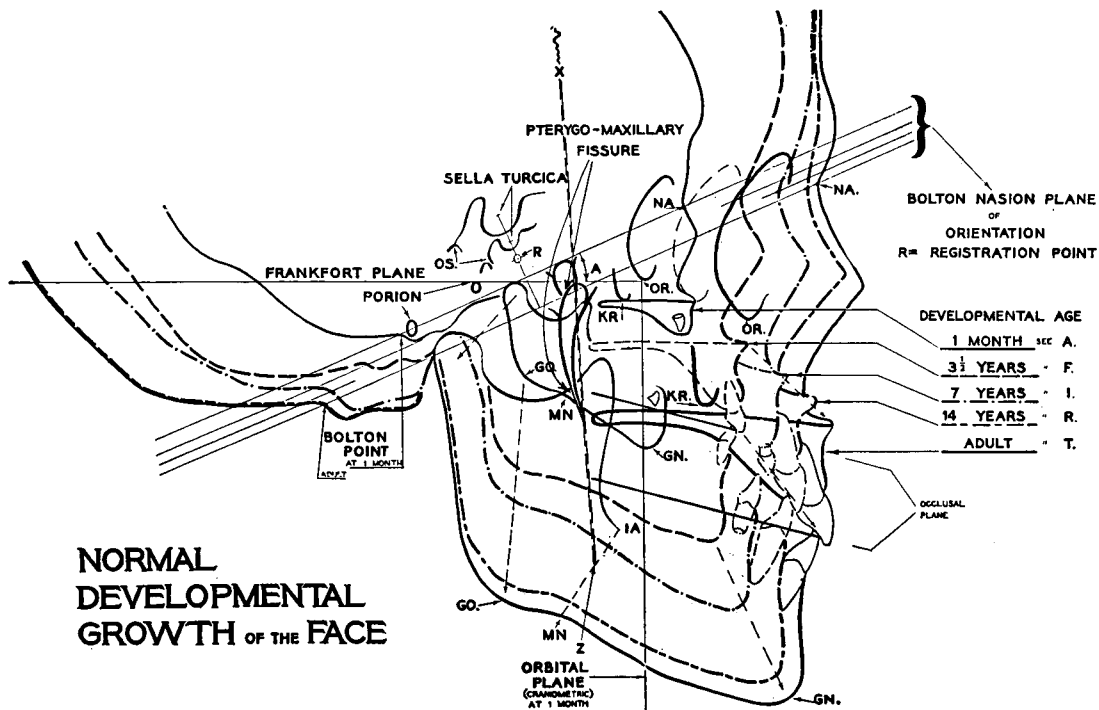 X
PTERYGO-MAXILLARY
FISSURE
SELLA TURCICA
NA.
NA.
BOLTON NASION PLANE
OF
ORIENTATION
R= REGISTRATION POINT
R
OS.
FRANKFORT PLANE
A
PORION
O
OR.
KR.
OR.
DEVELOPMENTAL AGE
1 MONTH SEE A.
3½ YEARS " F.
7 YEARS " I.
14 YEARS " R.
ADULT " T.
GO.
KR.
MN
BOLTON
POINT
AT 1 MONTH
ADULT
GN.
OCCLUSAL
PLANE
IA
NORMAL
DEVELOPMENTAL
GROWTH OF THE FACE
GO.
MN
Z
ORBITAL
PLANE
(CRANIOMETRIC)
AT 1 MONTH
GN.